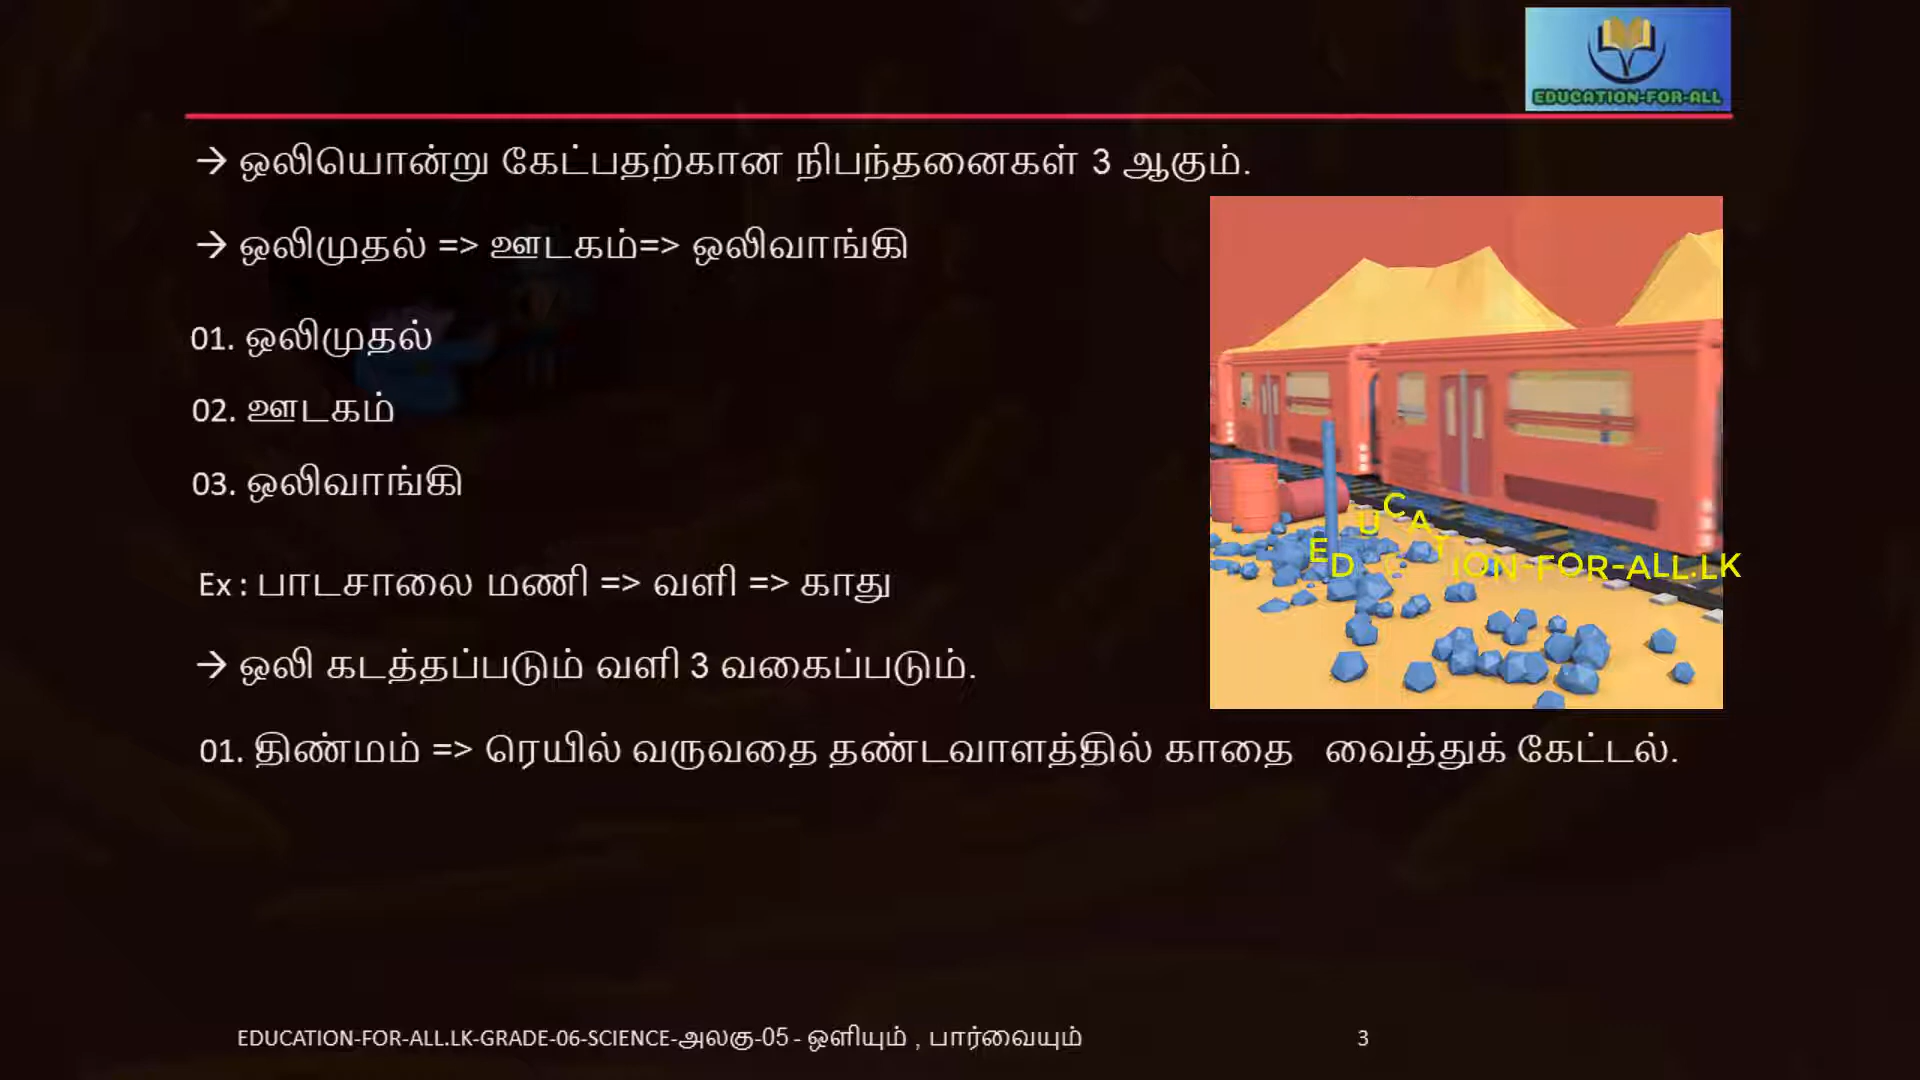 EDUCATION-FOR-ALL
→ ஒலியொன்று கேட்பதற்கான நிபந்தனைகள் 3 ஆகும்.
→ ஒலிமுதல் => ஊடகம்=> ஒலிவாங்கி
01. ஒலிமுதல்
02. ஊடகம்
03. ஒலிவாங்கி
EDUCATION-FOR-ALL.LK
Ex : பாடசாலை மணி => வளி => காது
→ ஒலி கடத்தப்படும் வளி 3 வகைப்படும்.
01. திண்மம் => ரெயில் வருவதை தண்டவாளத்தில் காதை வைத்துக் கேட்டல்.
EDUCATION-FOR-ALL.LK-GRADE-06-SCIENCE-அலகு-05 - ஒளியும் , பார்வையும்
3